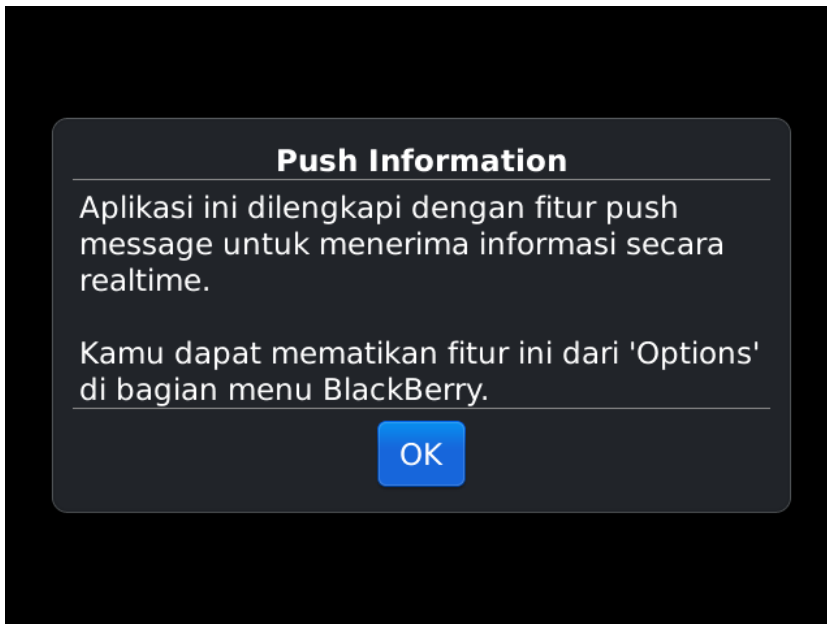 Push Information
Aplikasi ini dilengkapi dengan fitur push
message untuk menerima informasi secara
realtime.
Kamu dapat mematikan fitur ini dari 'Options'
di bagian menu BlackBerry.
OK